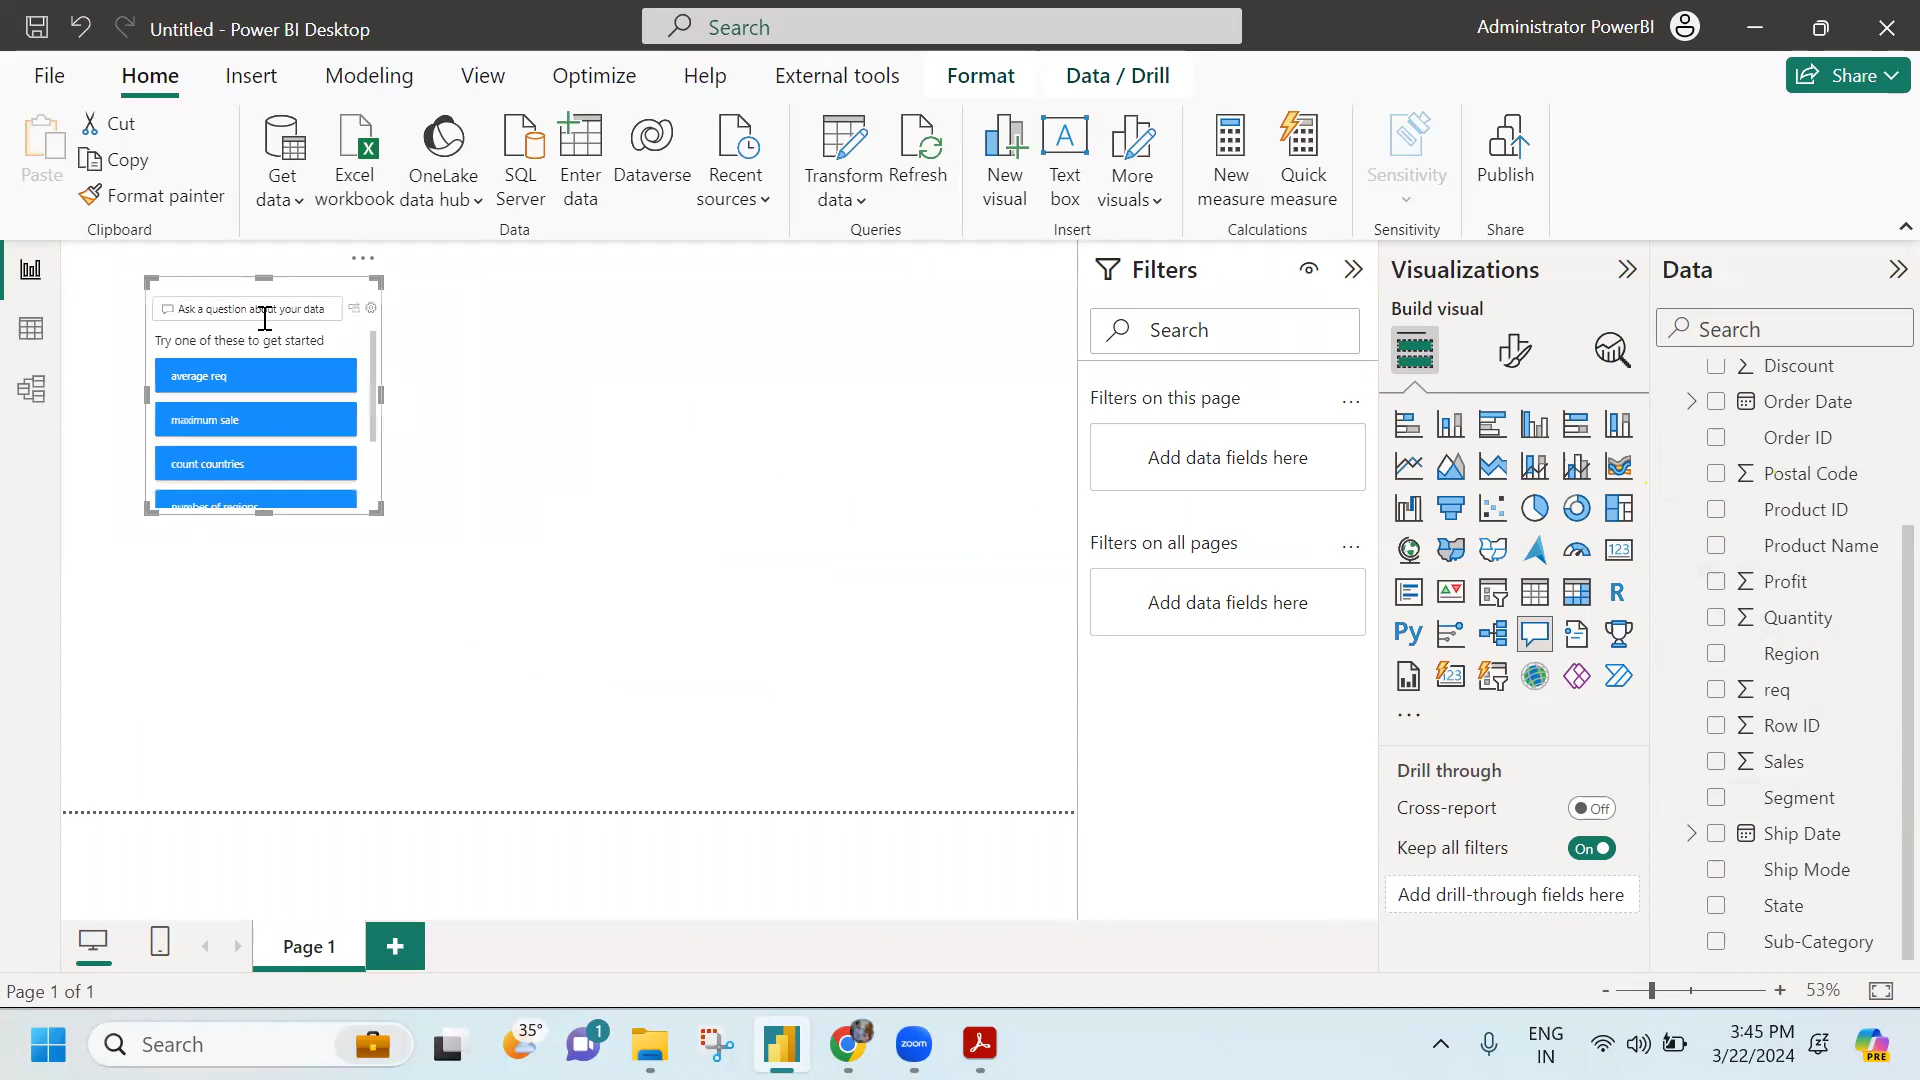 Untitled - Power BI Desktop
Search
Administrator PowerBI
File
Home
Insert
Modeling
View
Optimize
Help
External tools
Format
Data / Drill
Share
Paste
Cut
Copy
Format painter
Get data
Excel workbook
OneLake data hub
SQL Server
Enter data
Dataverse
Recent sources
Transform data
Refresh
New visual
Text box
More visuals
New measure
Quick measure
Sensitivity
Publish
Clipboard
Data
Queries
Insert
Calculations
Sensitivity
Share
Ask a question about your data
Try one of these to get started
average req
maximum sale
count countries
number of regions
Filters
Search
Filters on this page
Add data fields here
Filters on all pages
Add data fields here
Visualizations
Build visual
123
R
Py
123
Drill through
Cross-report
Off
Keep all filters
On
Add drill-through fields here
Data
Search
Discount
Order Date
Order ID
Postal Code
Product ID
Product Name
Profit
Quantity
Region
req
Row ID
Sales
Segment
Ship Date
Ship Mode
State
Sub-Category
Page 1
Page 1 of 1
- + 53%
Search
35°
1
zoom
ENG
IN
3:45 PM
3/22/2024
PRE